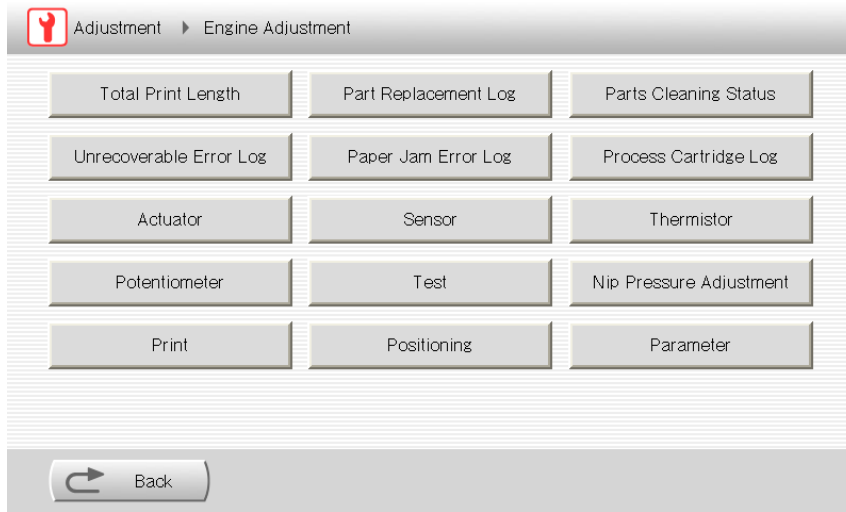 Adjustment ▶ Engine Adjustment
Total Print Length Part Replacement Log Parts Cleaning Status
Unrecoverable Error Log Paper Jam Error Log Process Cartridge Log
Actuator Sensor Thermistor
Potentiometer Test Nip Pressure Adjustment
Print Positioning Parameter
Back